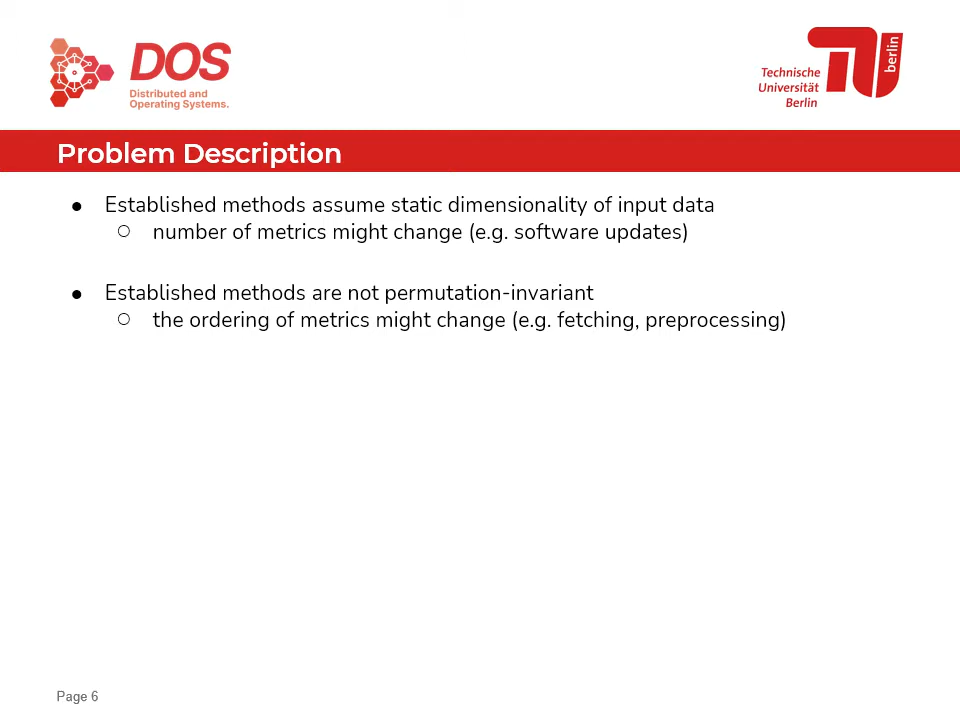 DOS
Distributed and
Operating Systems.
Technische
Universität
Berlin
berlin
Problem Description
● Established methods assume static dimensionality of input data
○ number of metrics might change (e.g. software updates)
● Established methods are not permutation-invariant
○ the ordering of metrics might change (e.g. fetching, preprocessing)
Page 6